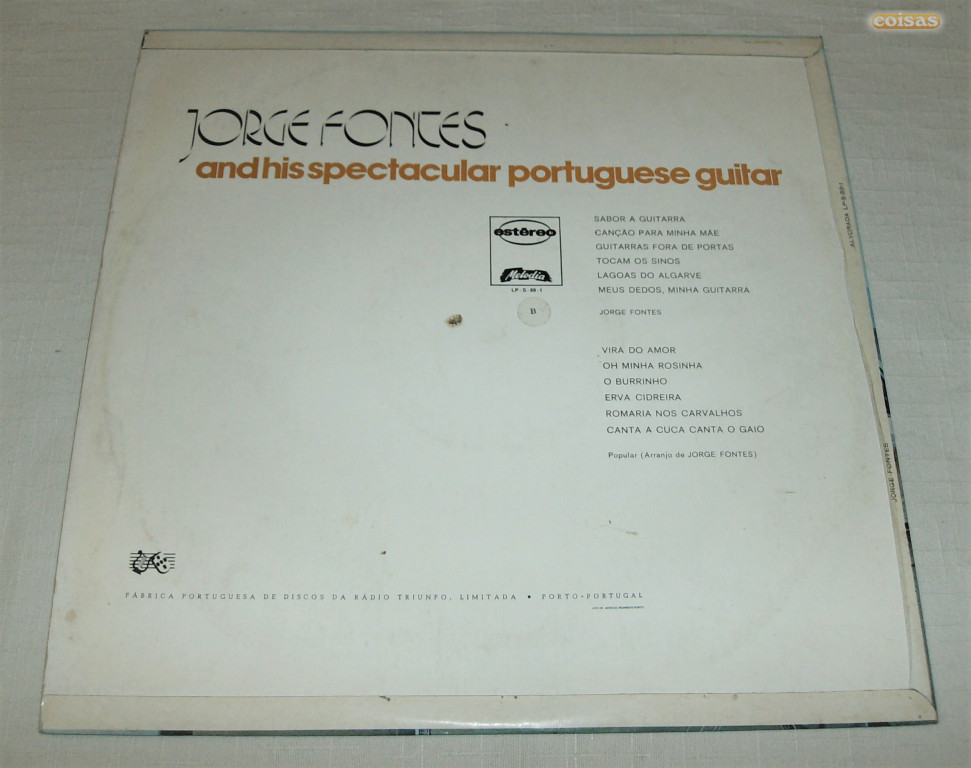 coisas
JORGE FONTES
and his spectacular portuguese guitar
estéreo
Melodia
B
SABOR A GUITARRA
CANÇÃO PARA MINHA MÃE
GUITARRAS FORA DE PORTAS
TOCAM OS SINOS
LAGOAS DO ALGARVE
MEUS DEDOS, MINHA GUITARRA
JORGE FONTES
VIRA DO AMOR
OH MINHA ROSINHA
O BURRINHO
ERVA CIDREIRA
ROMARIA NOS CARVALHOS
CANTA A CUCA CANTA O GAIO
Popular (Arranjo de JORGE FONTES)
ALVORADA
JORGE FONTES
FÁBRICA PORTUGUESA DE DISCOS DA RÁDIO TRIUNFO, LIMITADA • PORTO-PORTUGAL